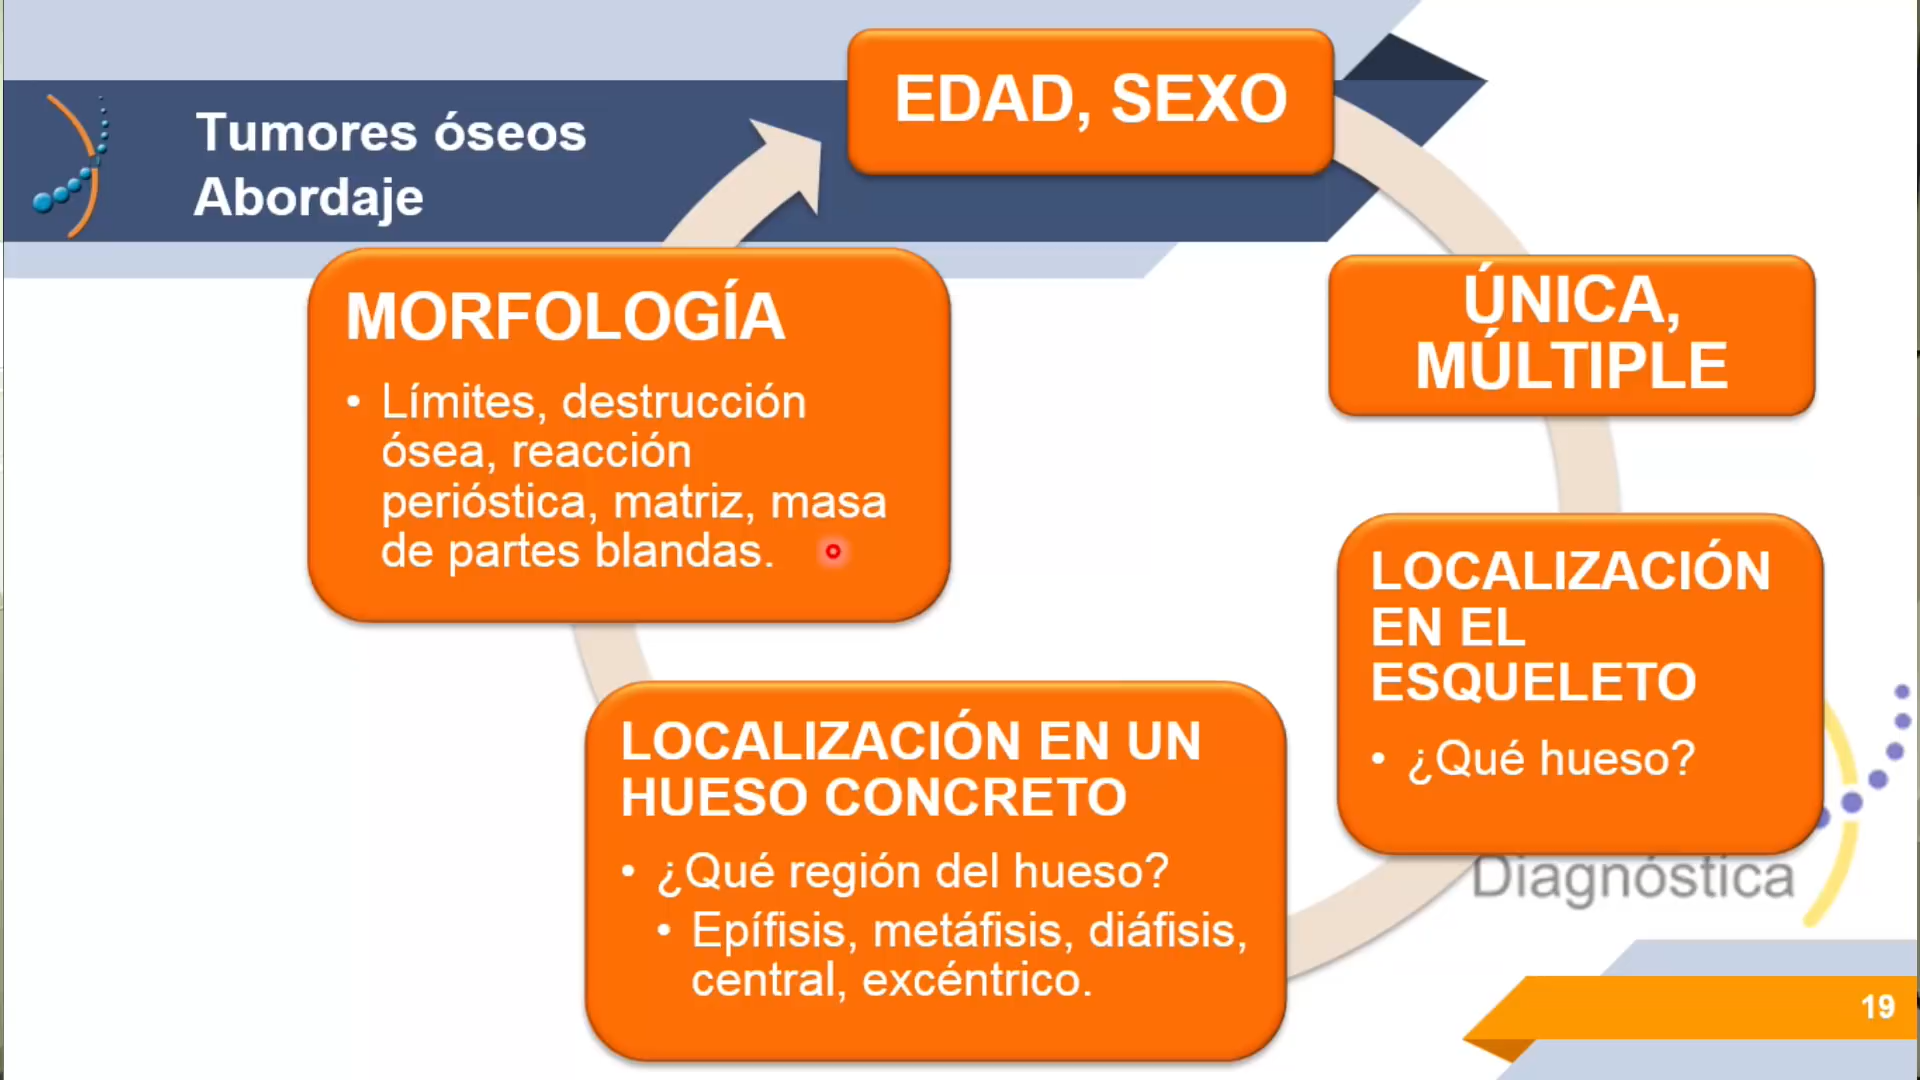 Tumores óseos
Abordaje
EDAD, SEXO
ÚNICA,
MÚLTIPLE
LOCALIZACIÓN
EN EL
ESQUELETO
• ¿Qué hueso?
LOCALIZACIÓN EN UN
HUESO CONCRETO
• ¿Qué región del hueso?
• Epífisis, metáfisis, diáfisis,
central, excéntrico.
MORFOLOGÍA
• Límites, destrucción
ósea, reacción
perióstica, matriz, masa
de partes blandas.
Diagnóstica
19